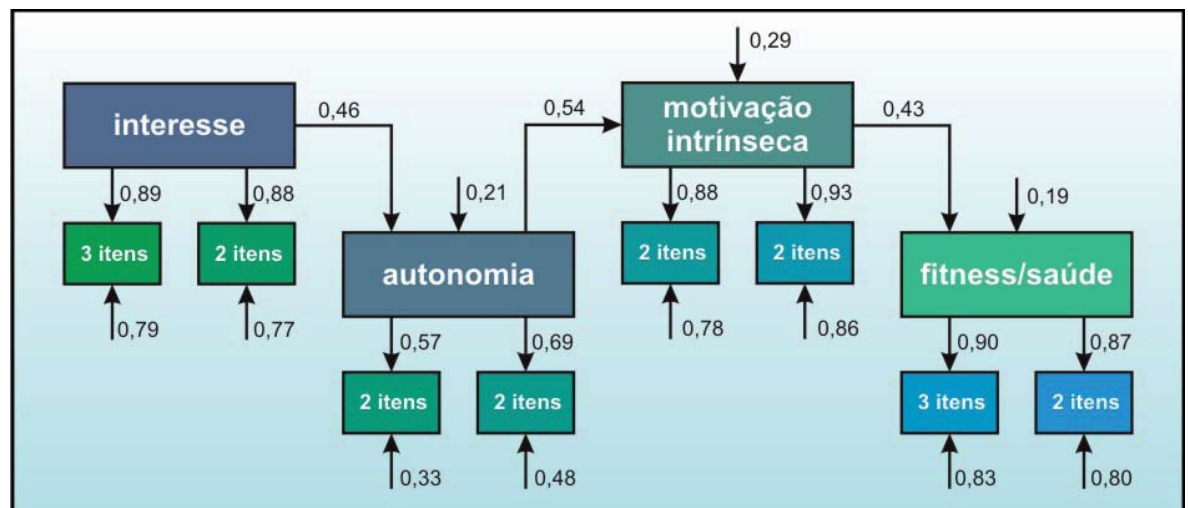 0,29
interesse
0,46
0,54
motivação
intrínseca
0,43
0,89
0,88
0,21
0,88
0,93
0,19
3 itens
2 itens
autonomia
2 itens
2 itens
fitness/saúde
0,79
0,77
0,57
0,69
0,78
0,86
0,90
0,87
2 itens
2 itens
3 itens
2 itens
0,33
0,48
0,83
0,80